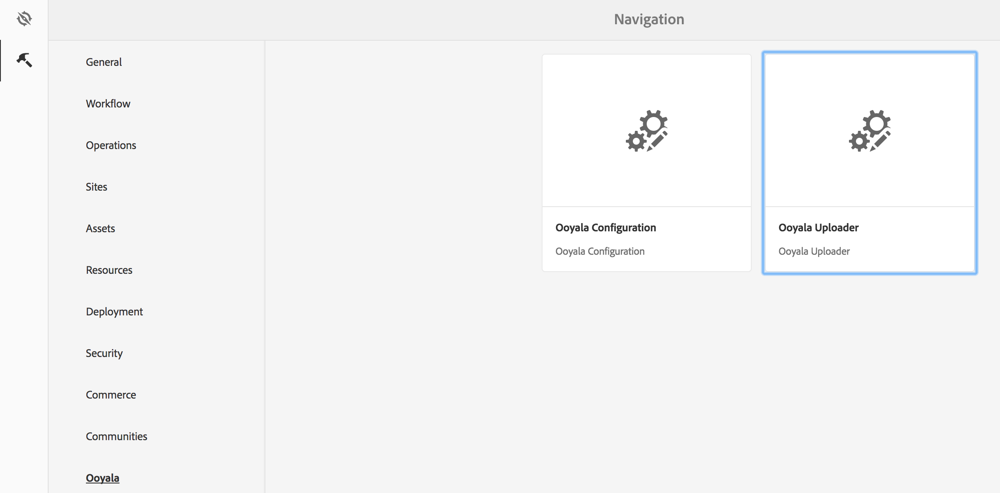 Navigation
General
Workflow
Operations
Sites
Assets
Resources
Deployment
Security
Commerce
Communities
Ooyala
Ooyala Configuration
Ooyala Configuration
Ooyala Uploader
Ooyala Uploader